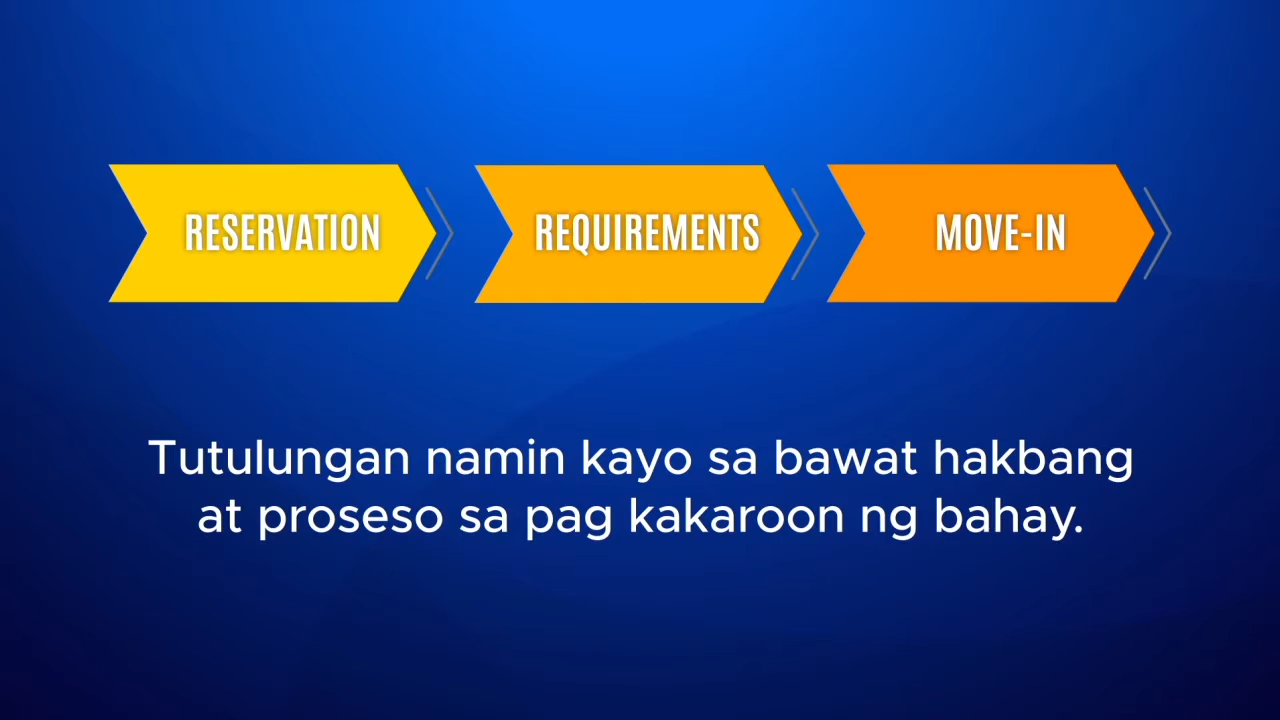 RESERVATION
REQUIREMENTS
MOVE-IN
Tutulungan namin kayo sa bawat hakbang
at proseso sa pag kakaroon ng bahay.